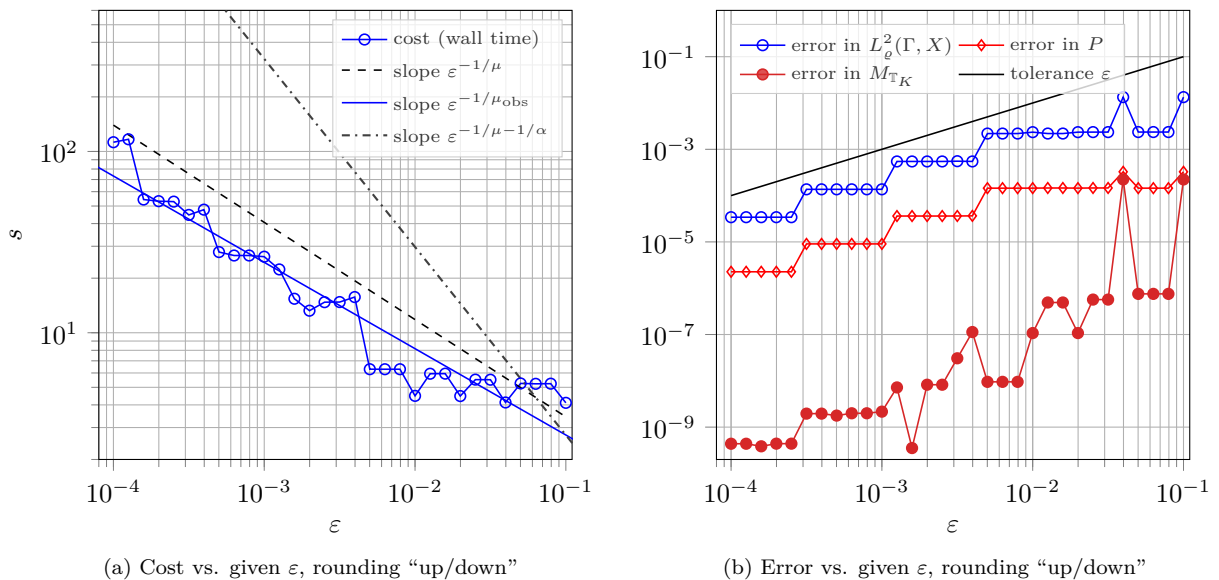 cost (wall time)
slope ε^{-1/μ}
slope ε^{-1/μ_obs}
slope ε^{-1/μ-1/α}
10^2
10^1
s
10^{-4}
10^{-3}
10^{-2}
10^{-1}
ε
(a) Cost vs. given ε, rounding “up/down”
error in L^2_ϱ(Γ, X)
error in P
error in M_{𝕋_K}
tolerance ε
10^{-1}
10^{-3}
10^{-5}
10^{-7}
10^{-9}
10^{-4}
10^{-3}
10^{-2}
10^{-1}
ε
(b) Error vs. given ε, rounding “up/down”